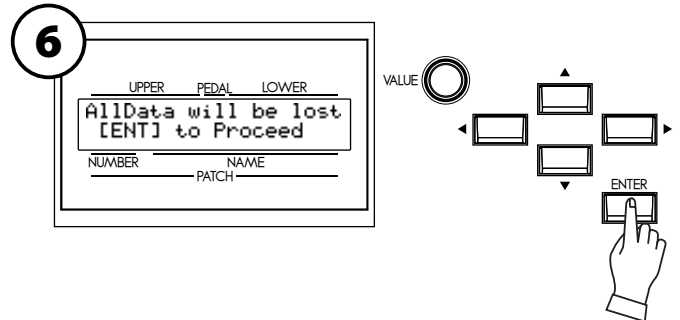 6
UPPER PEDAL LOWER
AllData will be lost
[ENT] to Proceed
NUMBER NAME
PATCH
VALUE
ENTER